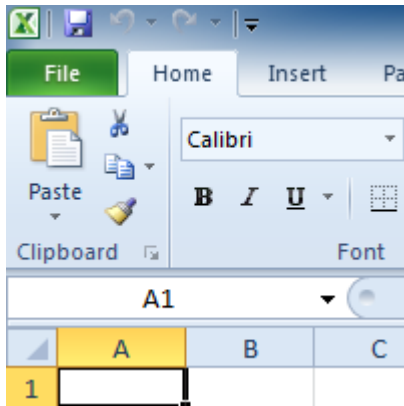 File Home Insert Pa
Calibri
Paste
B I U
Clipboard Font
A1
A B C
1